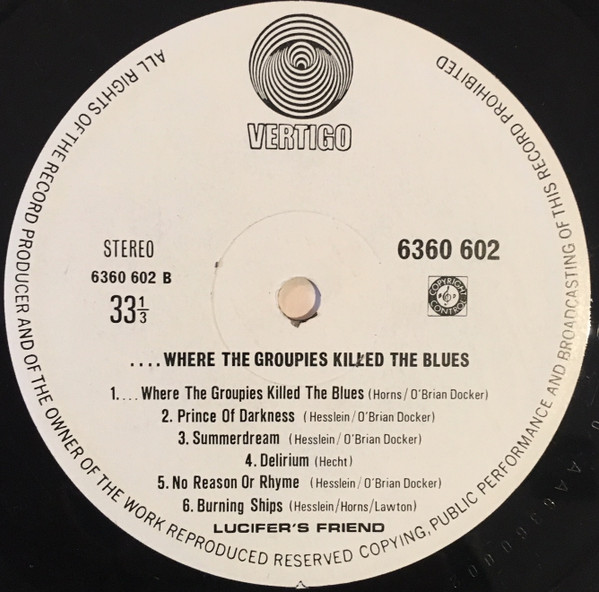 VERTIGO
ALL RIGHTS OF THE RECORD PRODUCER AND OF THE OWNER OF THE WORK REPRODUCED RESERVED COPYING, PUBLIC PERFORMANCE AND BROADCASTING OF THIS RECORD PROHIBITED
STEREO
6360 602
6360 602 B
33 1/3
COPYRIGHT CONTROL
....WHERE THE GROUPIES KILLED THE BLUES
1.... Where The Groupies Killed The Blues (Horns/O'Brian Docker)
2. Prince Of Darkness (Hesslein/O'Brian Docker)
3. Summerdream (Hesslein/O'Brian Docker)
4. Delirium (Hecht)
5. No Reason Or Rhyme (Hesslein/O'Brian Docker)
6. Burning Ships (Hesslein/Horns/Lawton)
LUCIFER'S FRIEND